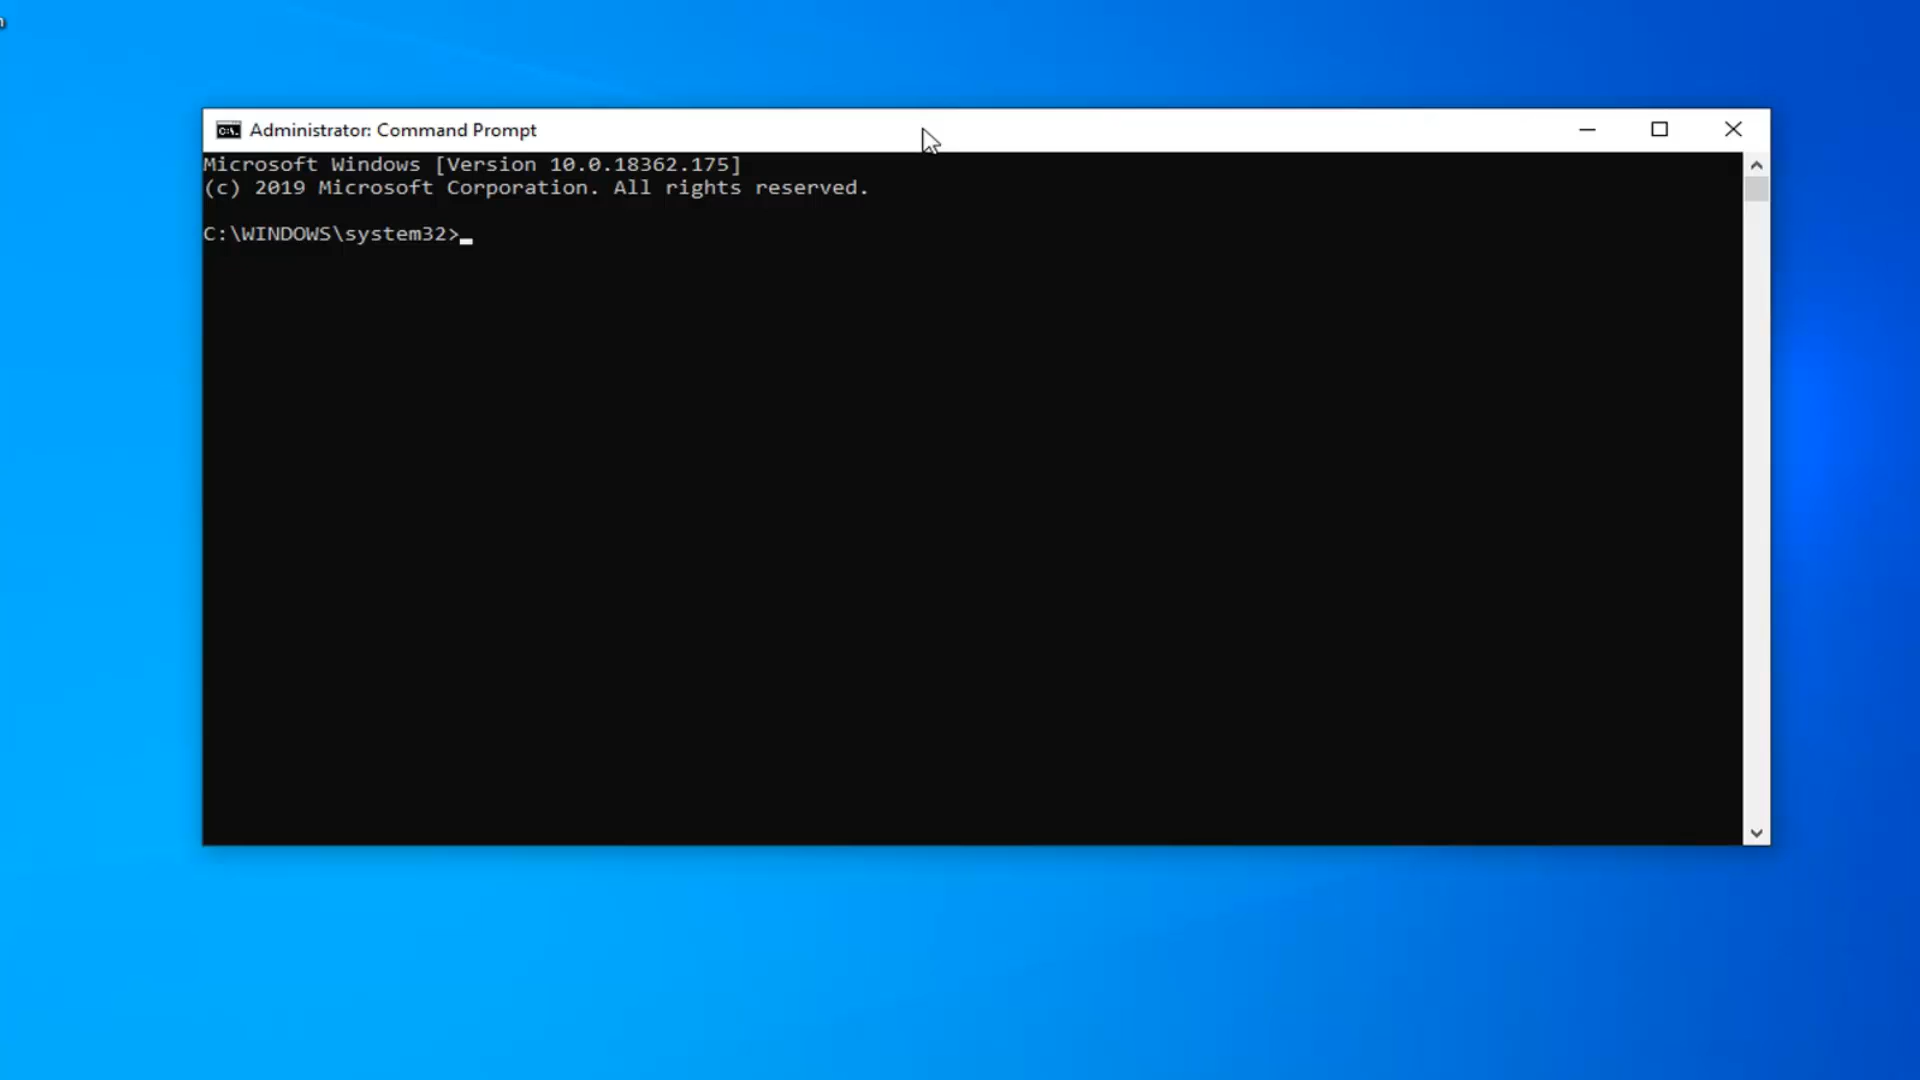 Administrator: Command Prompt
Microsoft Windows [Version 10.0.18362.175]
(c) 2019 Microsoft Corporation. All rights reserved.
C:\WINDOWS\system32>